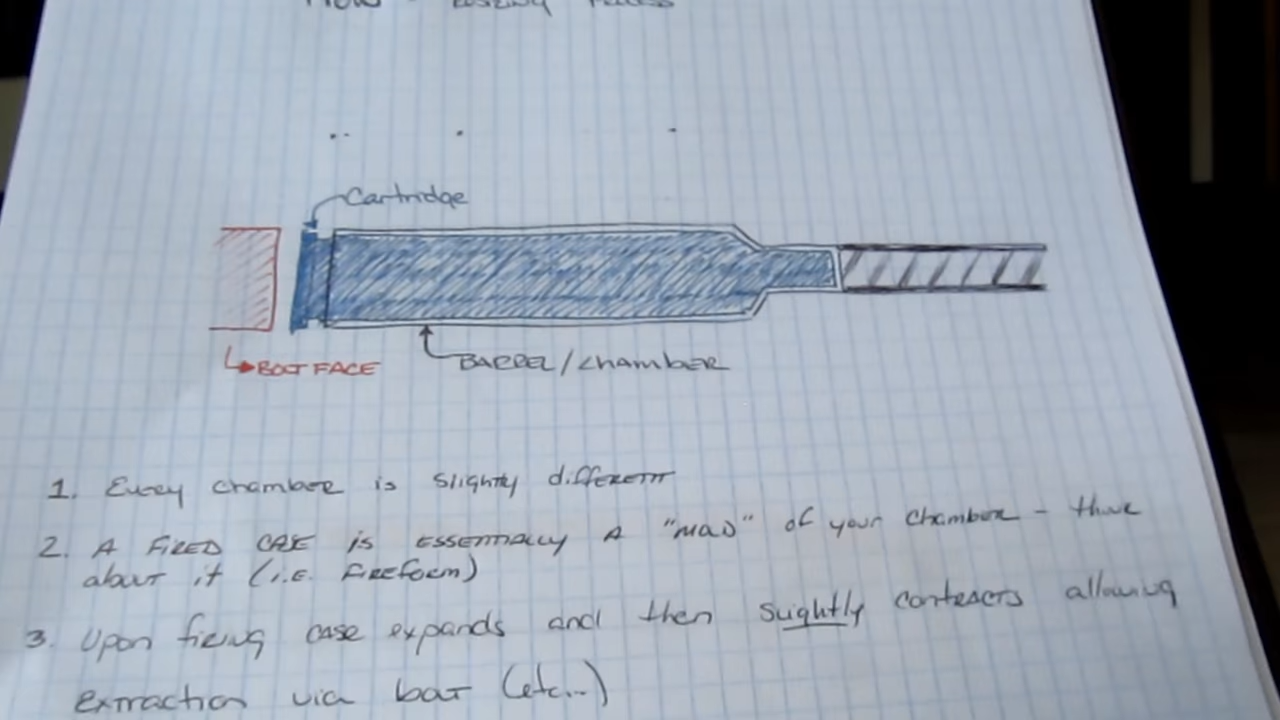 Cartridge
BOLT FACE
BARREL/Chamber
1. Every chamber is slightly different
2. A FIRED CASE is ESSENTIALLY A "MAP" of your Chamber - think
about it (i.e. fireform)
3. Upon firing case expands and then slightly contracts allowing
extraction via bolt (etc...)